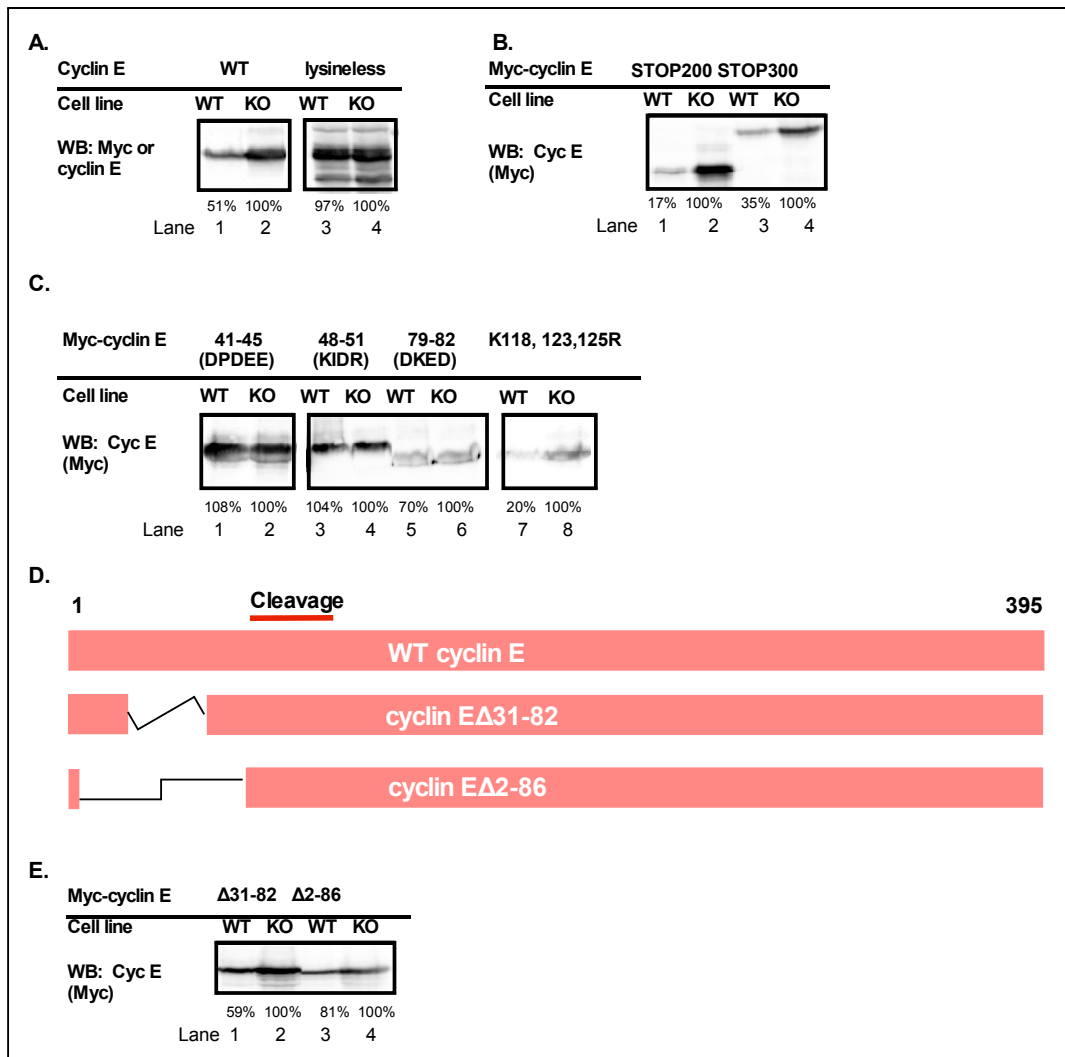 A.
Cyclin E WT lysineless
Cell line WT KO WT KO
WB: Myc or
cyclin E
51% 100% 97% 100%
Lane 1 2 3 4
B.
Myc-cyclin E STOP200 STOP300
Cell line WT KO WT KO
WB: Cyc E
(Myc)
17% 100% 35% 100%
Lane 1 2 3 4
C.
Myc-cyclin E 41-45 48-51 79-82 K118, 123,125R
(DPDEE) (KIDR) (DKED)
Cell line WT KO WT KO WT KO WT KO
WB: Cyc E
(Myc)
108% 100% 104% 100% 70% 100% 20% 100%
Lane 1 2 3 4 5 6 7 8
D.
1 Cleavage 395
WT cyclin E
cyclin EΔ31-82
cyclin EΔ2-86
E.
Myc-cyclin E Δ31-82 Δ2-86
Cell line WT KO WT KO
WB: Cyc E
(Myc)
59% 100% 81% 100%
Lane 1 2 3 4